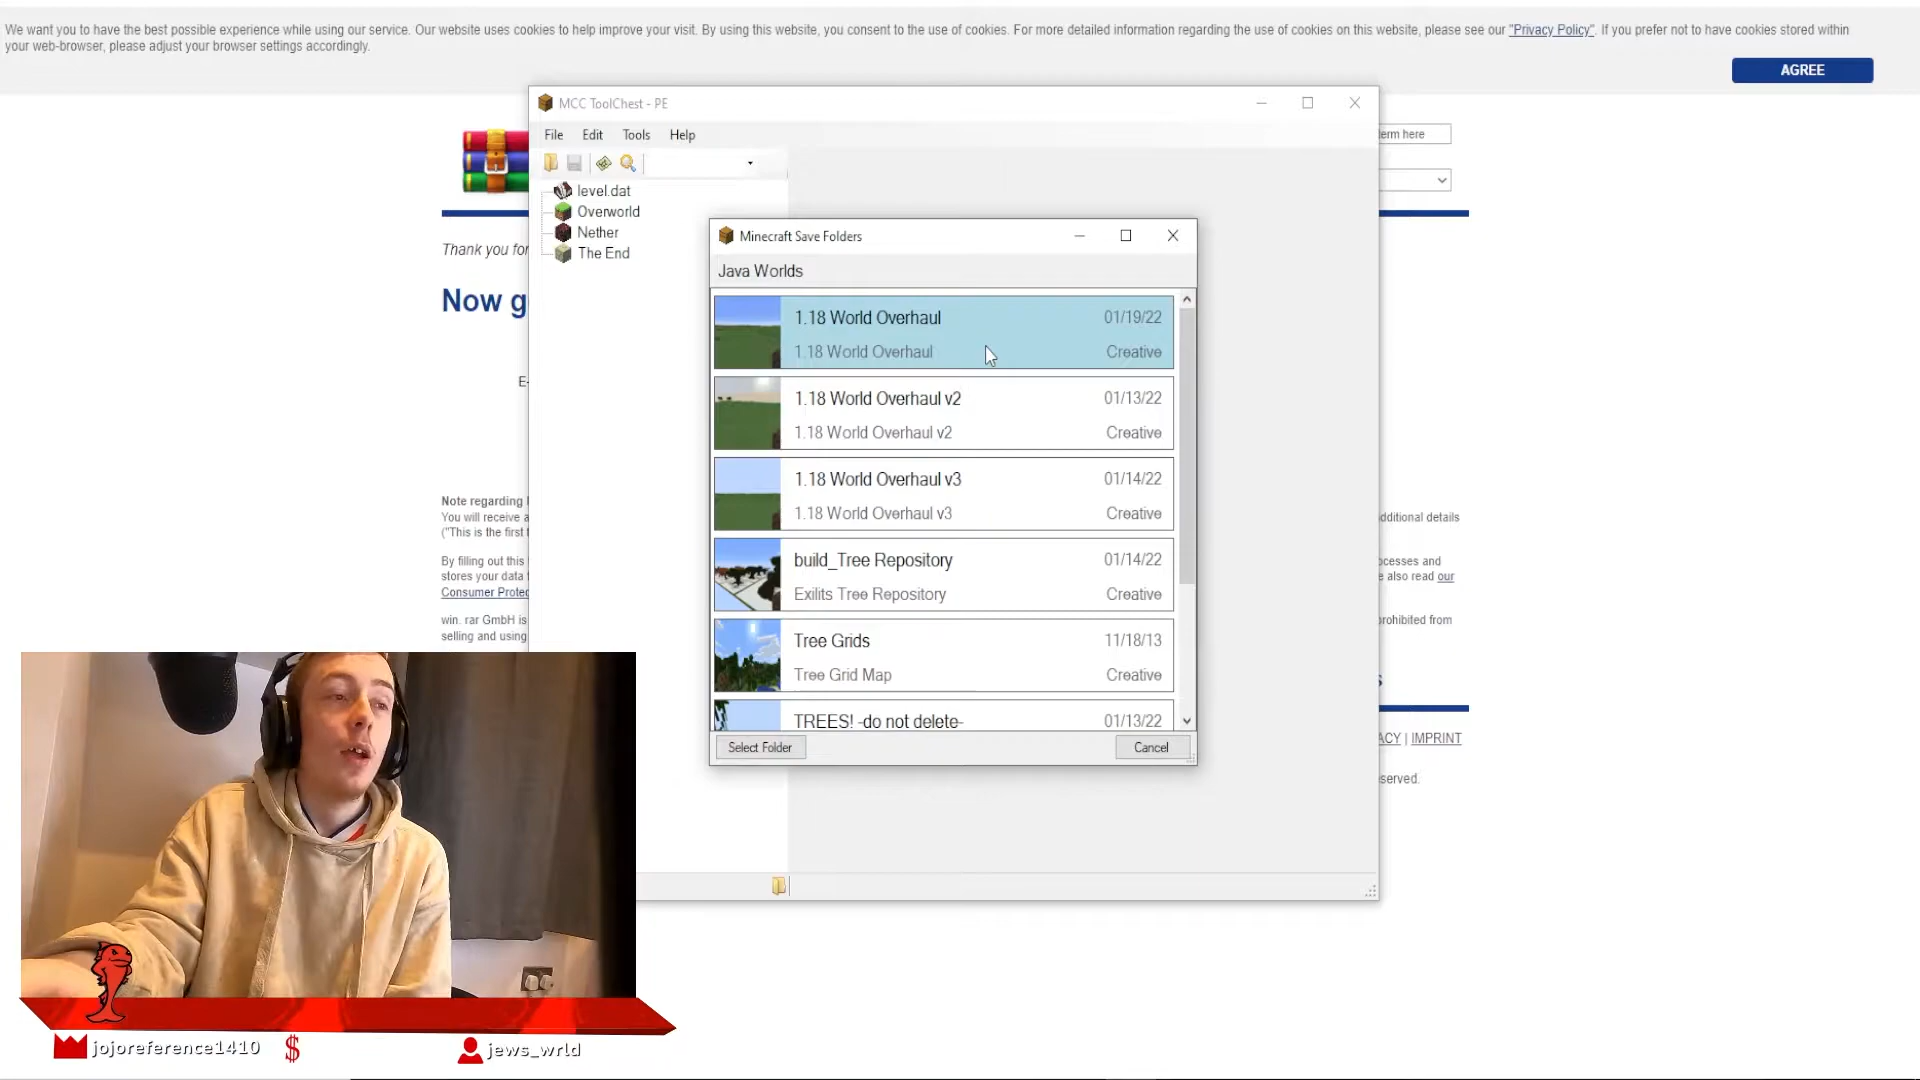 We want you to have the best possible experience while using our service. Our website uses cookies to help improve your visit. By using this website, you consent to the use of cookies. For more detailed information regarding the use of cookies on this website, please see our "Privacy Policy". If you prefer not to have cookies stored within
your web-browser, please adjust your browser settings accordingly.
AGREE
MCC ToolChest - PE
File Edit Tools Help
term here
level.dat
Overworld
Nether
The End
Thank you for
Now g
E-
Minecraft Save Folders
Java Worlds
1.18 World Overhaul 01/19/22
1.18 World Overhaul Creative
1.18 World Overhaul v2 01/13/22
1.18 World Overhaul v2 Creative
1.18 World Overhaul v3 01/14/22
1.18 World Overhaul v3 Creative
build_Tree Repository 01/14/22
Exilits Tree Repository Creative
Tree Grids 11/18/13
Tree Grid Map Creative
TREES! -do not delete- 01/13/22
Select Folder Cancel
Note regarding
You will receive a
("This is the first
By filling out this
stores your data
Consumer Protec
win. rar GmbH is
selling and using
dditional details
ocesses and
e also read our
prohibited from
s
ACY | IMPRINT
served.
jojoreference1410 $ jews_wrld